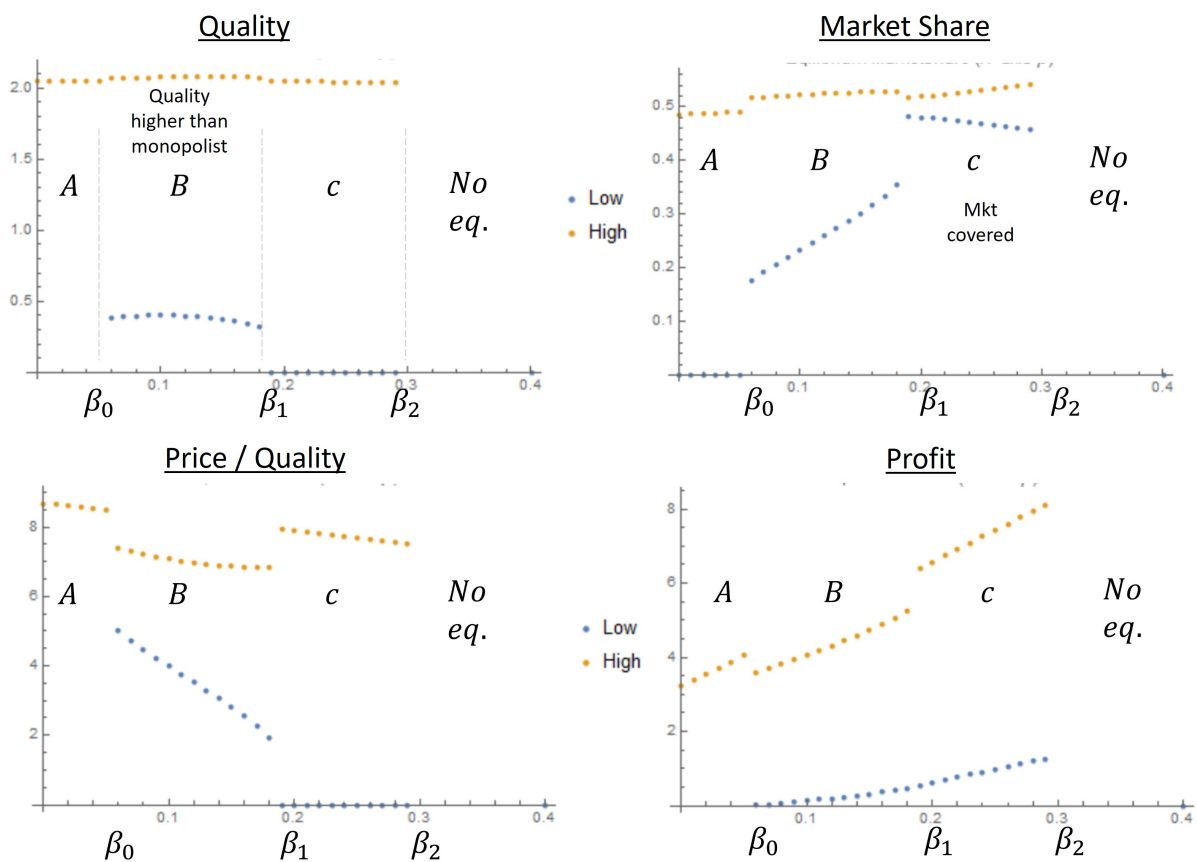 Quality
2.0
1.5
1.0
0.5
Quality
higher than
monopolist
A
B
c
No
eq.
0.1
0.2
0.3
0.4
β0
β1
β2
Low
High
Market Share
0.5
0.4
0.3
0.2
0.1
A
B
c
No
eq.
Mkt
covered
0.1
0.2
0.3
0.4
β0
β1
β2
Price / Quality
8
6
4
2
A
B
c
No
eq.
0.1
0.2
0.3
0.4
β0
β1
β2
Low
High
Profit
8
6
4
2
A
B
c
No
eq.
0.1
0.2
0.3
0.4
β0
β1
β2